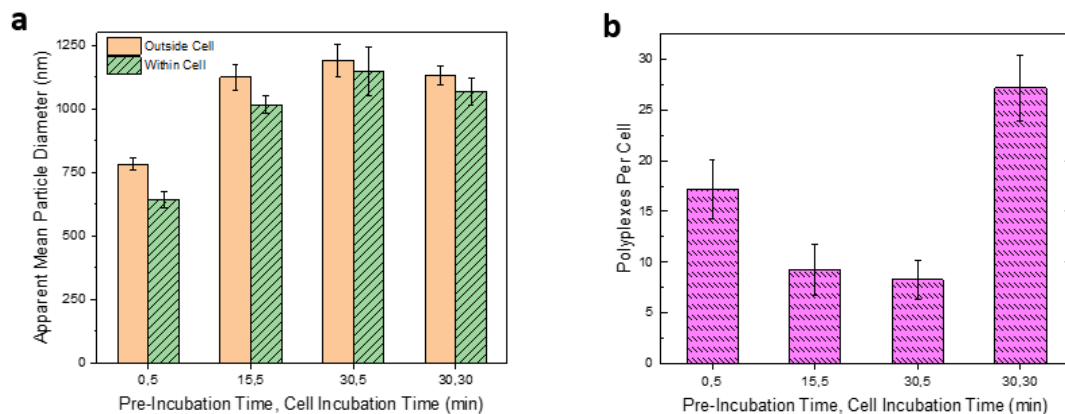 a
Apparent Mean Particle Diameter (nm)
1250
1000
750
500
250
0
Outside Cell
Within Cell
0,5
15,5
30,5
30,30
Pre-Incubation Time, Cell Incubation Time (min)
b
Polyplexes Per Cell
30
25
20
15
10
5
0
0,5
15,5
30,5
30,30
Pre-Incubation Time, Cell Incubation Time (min)